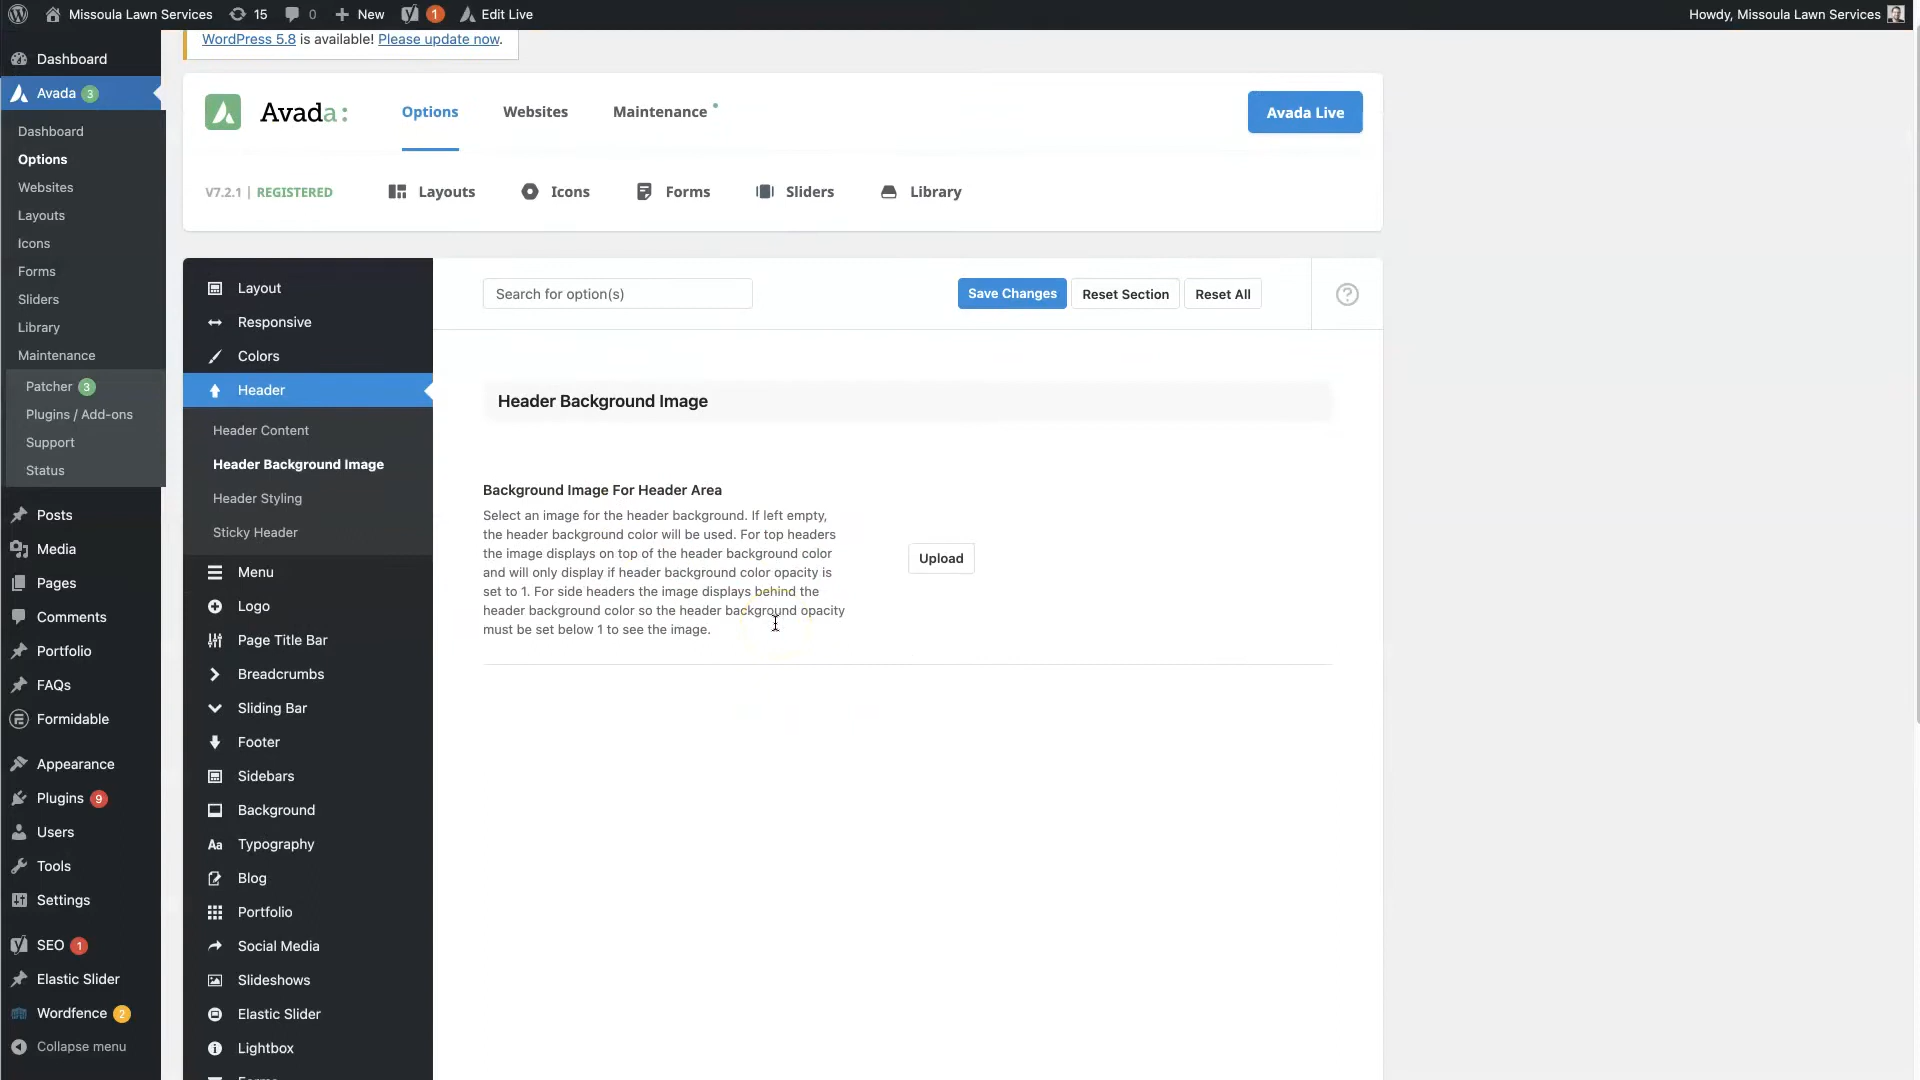 Missoula Lawn Services
15
0
New
1
Edit Live
Howdy, Missoula Lawn Services
WordPress 5.8 is available! Please update now.
Dashboard
Avada 3
Dashboard
Options
Websites
Layouts
Icons
Forms
Sliders
Library
Maintenance
Patcher 3
Plugins / Add-ons
Support
Status
Posts
Media
Pages
Comments
Portfolio
FAQs
Formidable
Appearance
Plugins 9
Users
Tools
Settings
SEO 1
Elastic Slider
Wordfence 2
Collapse menu
Avada:
Options
Websites
Maintenance
Avada Live
V7.2.1 | REGISTERED
Layouts
Icons
Forms
Sliders
Library
Layout
Responsive
Colors
Header
Header Content
Header Background Image
Header Styling
Sticky Header
Menu
Logo
Page Title Bar
Breadcrumbs
Sliding Bar
Footer
Sidebars
Background
Aa Typography
Blog
Portfolio
Social Media
Slideshows
Elastic Slider
Lightbox
Search for option(s)
Save Changes
Reset Section
Reset All
Header Background Image
Background Image For Header Area
Select an image for the header background. If left empty,
the header background color will be used. For top headers
the image displays on top of the header background color
and will only display if header background color opacity is
set to 1. For side headers the image displays behind the
header background color so the header background opacity
must be set below 1 to see the image.
Upload